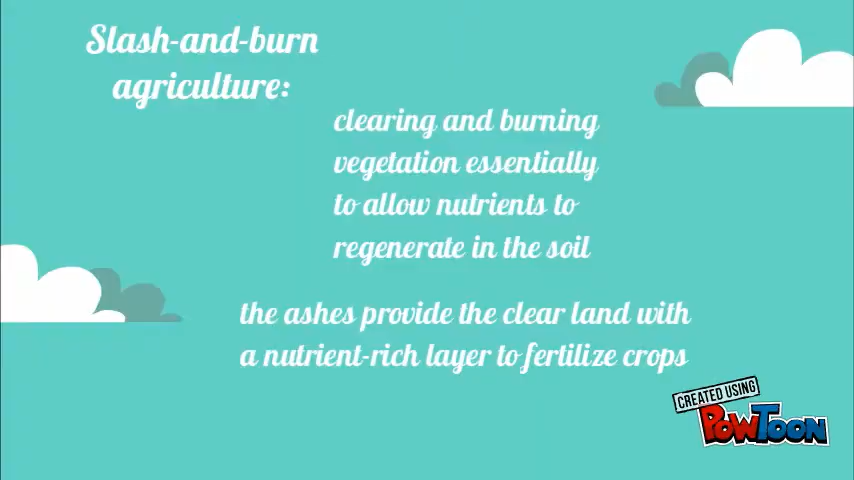 Slash-and-burn
agriculture:
clearing and burning
vegetation essentially
to allow nutrients to
regenerate in the soil
the ashes provide the clear land with
a nutrient-rich layer to fertilize crops
CREATED USING
POWTOON